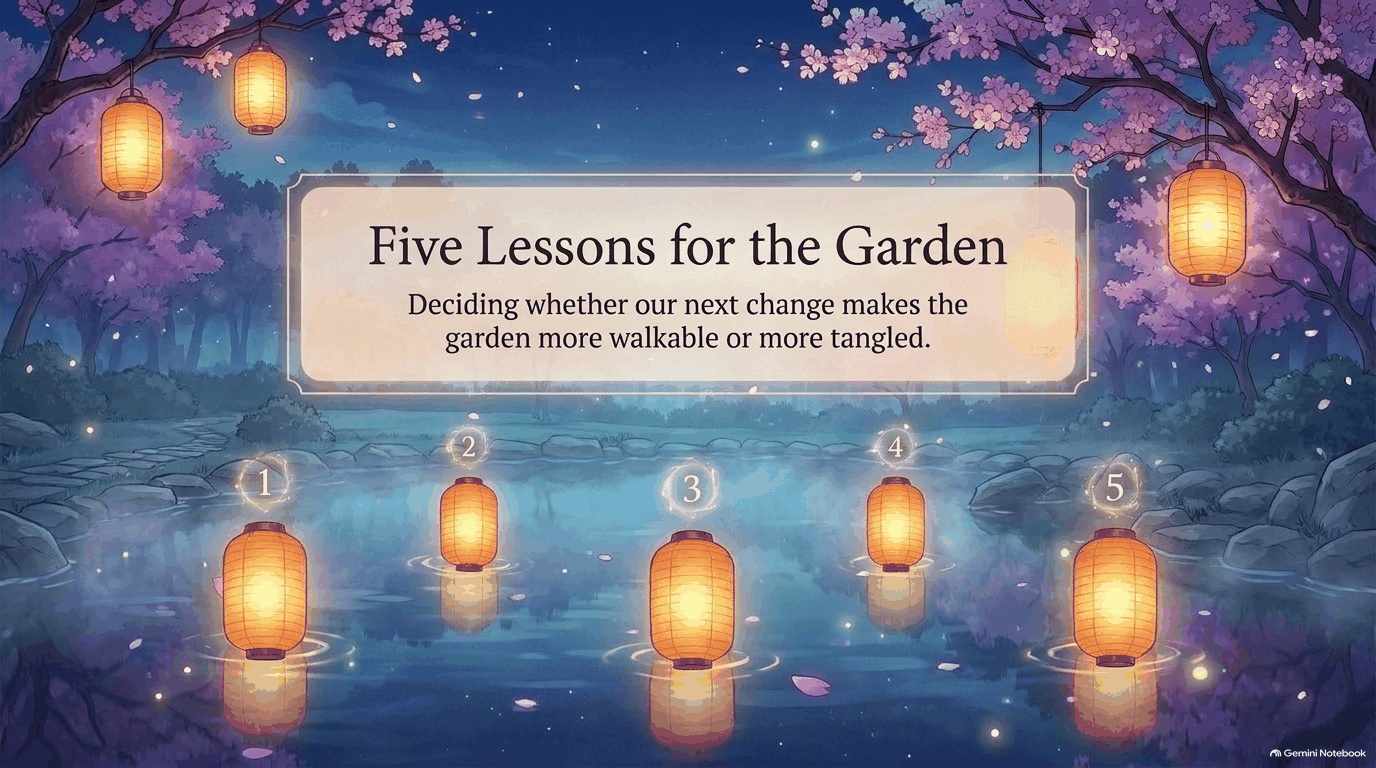 Five Lessons for the Garden
Deciding whether our next change makes the
garden more walkable or more tangled.
1
2
3
4
5
Gemini Notebook